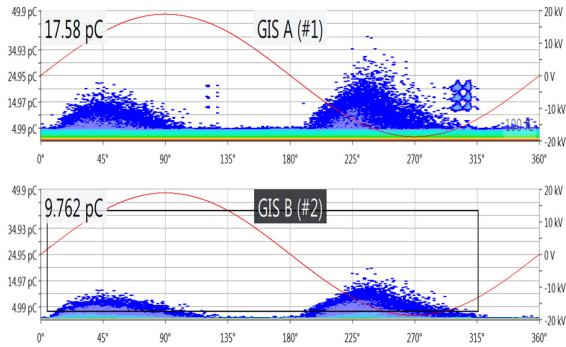 49.9 pC
17.58 pC
GIS A (#1)
20 kV
34.93 pC
10 kV
24.95 pC
0 V
14.97 pC
-10 kV
4.99 pC
-20 kV
0° 45° 90° 135° 180° 225° 270° 315° 360°
49.9 pC
9.762 pC
GIS B (#2)
20 kV
34.93 pC
10 kV
24.95 pC
0 V
14.97 pC
-10 kV
4.99 pC
-20 kV
0° 45° 90° 135° 180° 225° 270° 315° 360°